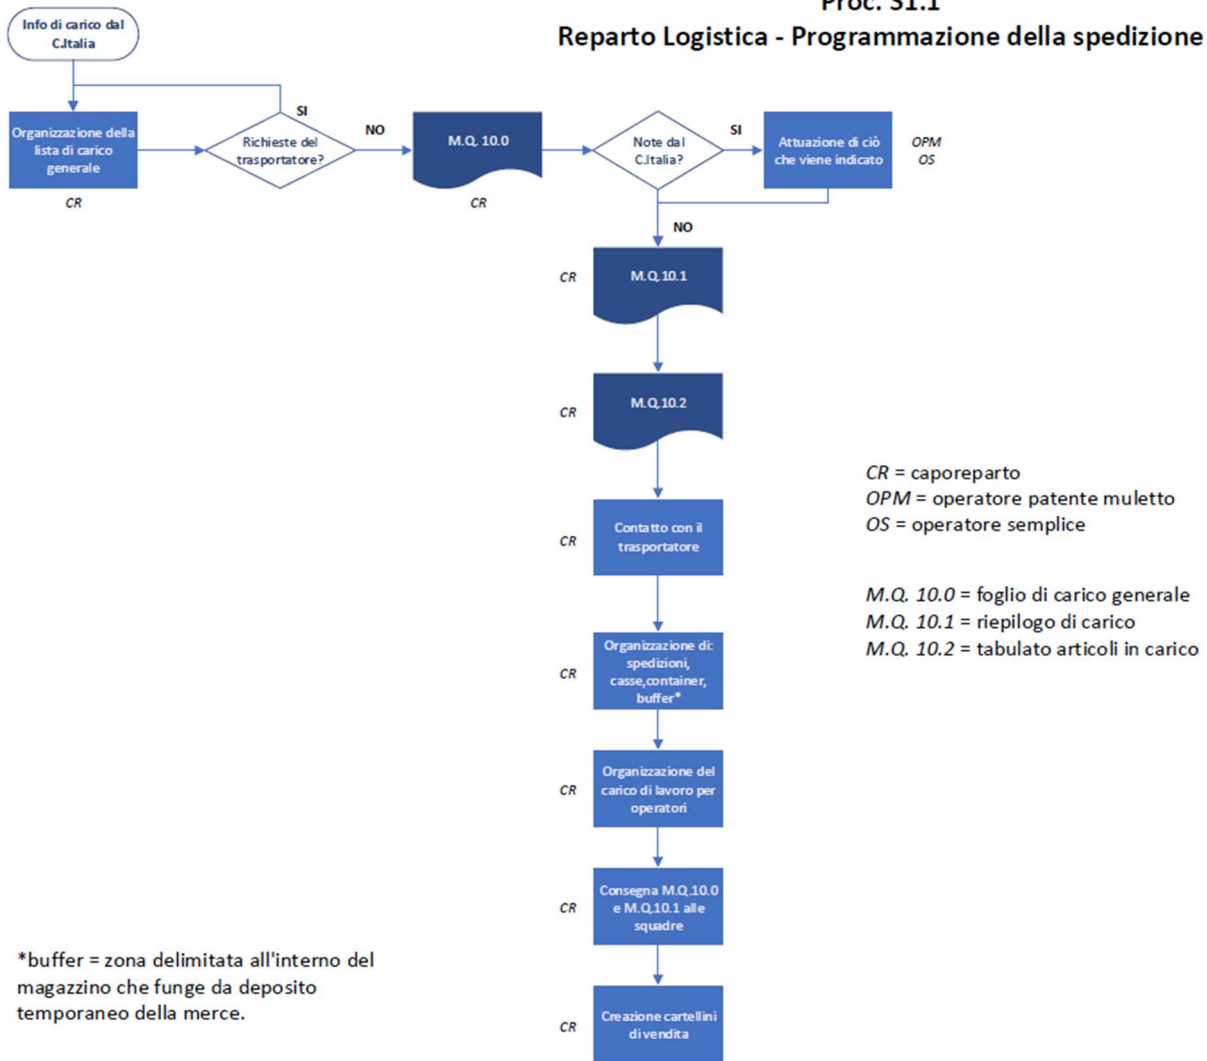 Proc. S1.1
Reparto Logistica - Programmazione della spedizione
Info di carico dal
C.Italia
Organizzazione della
lista di carico
generale
CR
Richieste del
trasportatore?
SI
NO
M.Q. 10.0
CR
Note dal
C.Italia?
SI
Attuazione di ciò
che viene indicato
OPM
OS
NO
CR
M.Q.10.1
CR
M.Q.10.2
CR
Contatto con il
trasportatore
CR
Organizzazione di:
spedizioni,
casse,container,
buffer*
CR
Organizzazione del
carico di lavoro per
operatori
CR
Consegna M.Q.10.0
e M.Q.10.1 alle
squadre
CR
Creazione cartellini
di vendita
CR = caporeparto
OPM = operatore patente muletto
OS = operatore semplice
M.Q. 10.0 = foglio di carico generale
M.Q. 10.1 = riepilogo di carico
M.Q. 10.2 = tabulato articoli in carico
*buffer = zona delimitata all'interno del
magazzino che funge da deposito
temporaneo della merce.